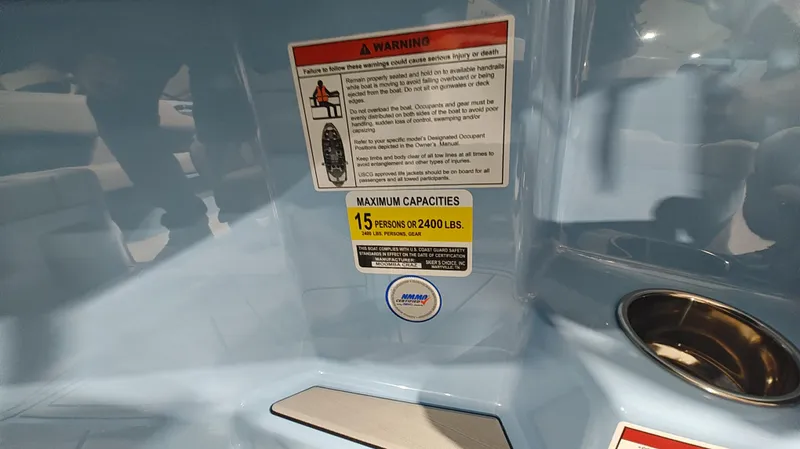 WARNING
Failure to follow these warnings could cause serious injury or death
Remain properly seated and hold on to available handrails
while boat is moving to avoid falling overboard or being
ejected from the boat. Do not sit on gunwales or deck
edges.
Do not overload the boat. Occupants and gear must be
evenly distributed on both sides of the boat to avoid poor
handling, sudden loss of control, swamping and/or
capsizing.
Refer to your specific model's Designated Occupant
Positions depicted in the Owner's Manual.
Keep limbs and body clear of all tow lines at all times to
avoid entanglement and other types of injuries.
USCG approved life jackets should be on board for all
passengers and all towed participants.
MAXIMUM CAPACITIES
15 PERSONS OR 2400 LBS.
2400 LBS. PERSONS, GEAR
THIS BOAT COMPLIES WITH U.S. COAST GUARD SAFETY
STANDARDS IN EFFECT ON THE DATE OF CERTIFICATION
MANUFACTURER: SKIER'S CHOICE, INC
MOOMBA CRAZ MARYVILLE, TN
NMMA
CERTIFIED